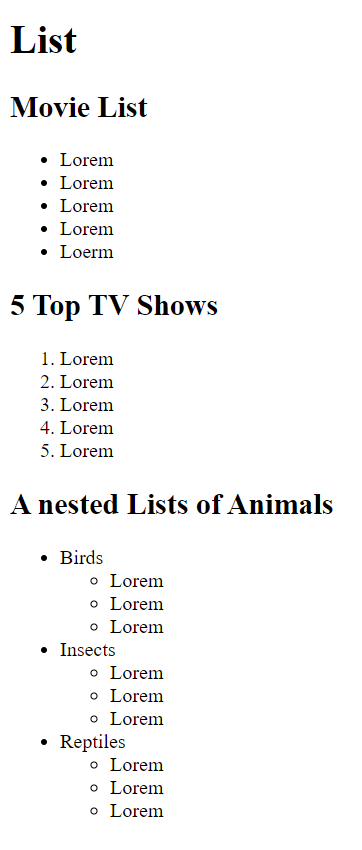 List
Movie List
• Lorem
• Lorem
• Lorem
• Lorem
• Loerm
5 Top TV Shows
1. Lorem
2. Lorem
3. Lorem
4. Lorem
5. Lorem
A nested Lists of Animals
• Birds
○ Lorem
○ Lorem
○ Lorem
• Insects
○ Lorem
○ Lorem
○ Lorem
• Reptiles
○ Lorem
○ Lorem
○ Lorem